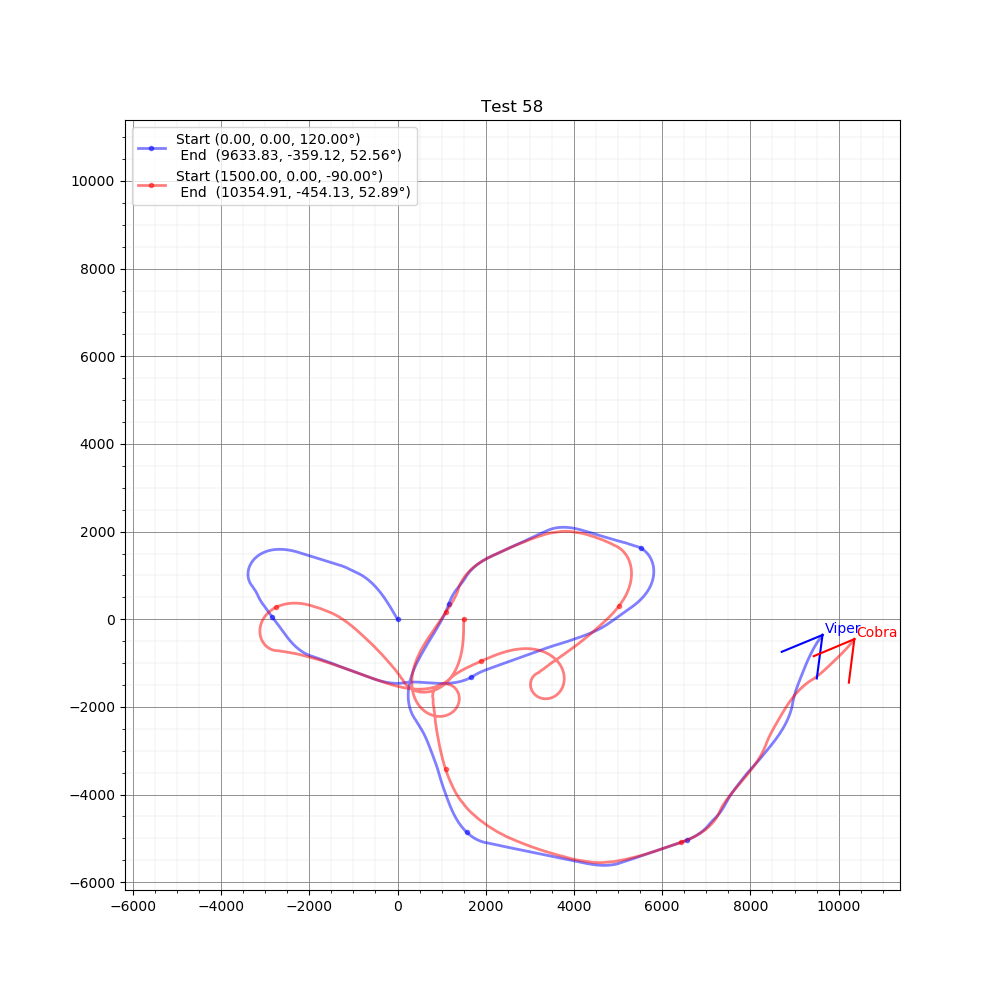 Test 58
Start (0.00, 0.00, 120.00°)
End (9633.83, -359.12, 52.56°)
Start (1500.00, 0.00, -90.00°)
End (10354.91, -454.13, 52.89°)
10000
8000
6000
4000
2000
0
−2000
−4000
−6000
Viper
Cobra
−6000 −4000 −2000 0 2000 4000 6000 8000 10000